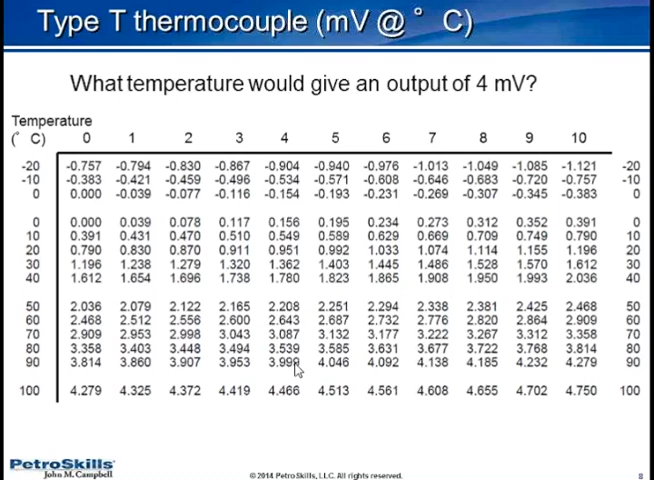 Type T thermocouple (mV @ ° C)
What temperature would give an output of 4 mV?
Temperature
(° C) 0 1 2 3 4 5 6 7 8 9 10
-20 -0.757 -0.794 -0.830 -0.867 -0.904 -0.940 -0.976 -1.013 -1.049 -1.085 -1.121 -20
-10 -0.383 -0.421 -0.459 -0.496 -0.534 -0.571 -0.608 -0.646 -0.683 -0.720 -0.757 -10
0 0.000 -0.039 -0.077 -0.116 -0.154 -0.193 -0.231 -0.269 -0.307 -0.345 -0.383 0
0 0.000 0.039 0.078 0.117 0.156 0.195 0.234 0.273 0.312 0.352 0.391 0
10 0.391 0.431 0.470 0.510 0.549 0.589 0.629 0.669 0.709 0.749 0.790 10
20 0.790 0.830 0.870 0.911 0.951 0.992 1.033 1.074 1.114 1.155 1.196 20
30 1.196 1.238 1.279 1.320 1.362 1.403 1.445 1.486 1.528 1.570 1.612 30
40 1.612 1.654 1.696 1.738 1.780 1.823 1.865 1.908 1.950 1.993 2.036 40
50 2.036 2.079 2.122 2.165 2.208 2.251 2.294 2.338 2.381 2.425 2.468 50
60 2.468 2.512 2.556 2.600 2.643 2.687 2.732 2.776 2.820 2.864 2.909 60
70 2.909 2.953 2.998 3.043 3.087 3.132 3.177 3.222 3.267 3.312 3.358 70
80 3.358 3.403 3.448 3.494 3.539 3.585 3.631 3.677 3.722 3.768 3.814 80
90 3.814 3.860 3.907 3.953 3.999 4.046 4.092 4.138 4.185 4.232 4.279 90
100 4.279 4.325 4.372 4.419 4.466 4.513 4.561 4.608 4.655 4.702 4.750 100
PetroSkills
John M. Campbell
© 2014 PetroSkills, LLC. All rights reserved.
8